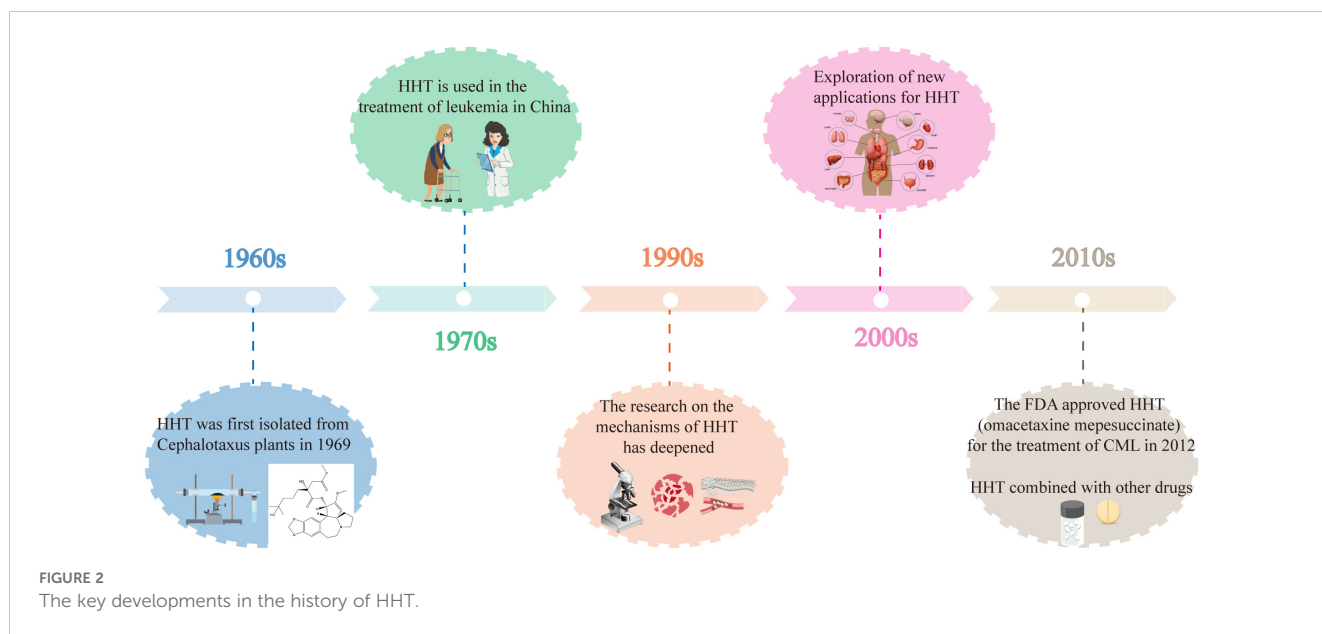 HHT is used in the
treatment of leukemia in China
Exploration of new
applications for HHT
1960s
1970s
1990s
2000s
2010s
HHT was first isolated from
Cephalotaxus plants in 1969
The research on the
mechanisms of HHT
has deepened
The FDA approved HHT
(omacetaxine mepesuccinate)
for the treatment of CML in 2012
HHT combined with other drugs
FIGURE 2
The key developments in the history of HHT.